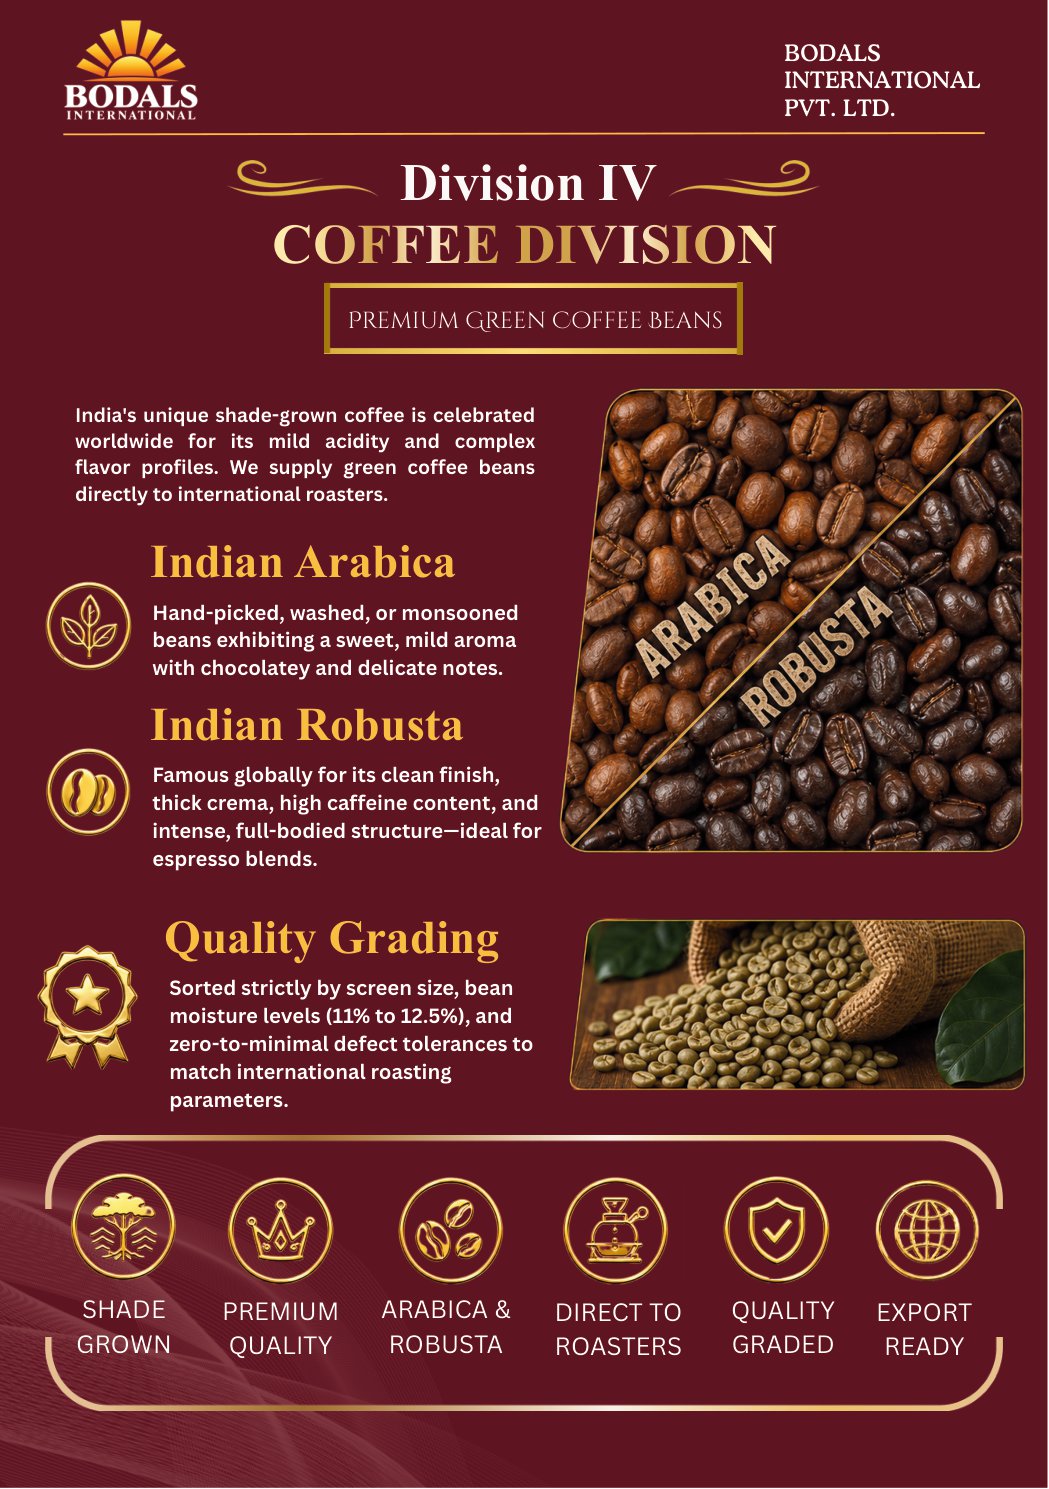 BODALS
INTERNATIONAL
BODALS
INTERNATIONAL
PVT. LTD.
Division IV
COFFEE DIVISION
PREMIUM GREEN COFFEE BEANS
India's unique shade-grown coffee is celebrated
worldwide for its mild acidity and complex
flavor profiles. We supply green coffee beans
directly to international roasters.
Indian Arabica
Hand-picked, washed, or monsooned
beans exhibiting a sweet, mild aroma
with chocolatey and delicate notes.
ARABICA
ROBUSTA
Indian Robusta
Famous globally for its clean finish,
thick crema, high caffeine content, and
intense, full-bodied structure—ideal for
espresso blends.
Quality Grading
Sorted strictly by screen size, bean
moisture levels (11% to 12.5%), and
zero-to-minimal defect tolerances to
match international roasting
parameters.
SHADE
GROWN
PREMIUM
QUALITY
ARABICA &
ROBUSTA
DIRECT TO
ROASTERS
QUALITY
GRADED
EXPORT
READY